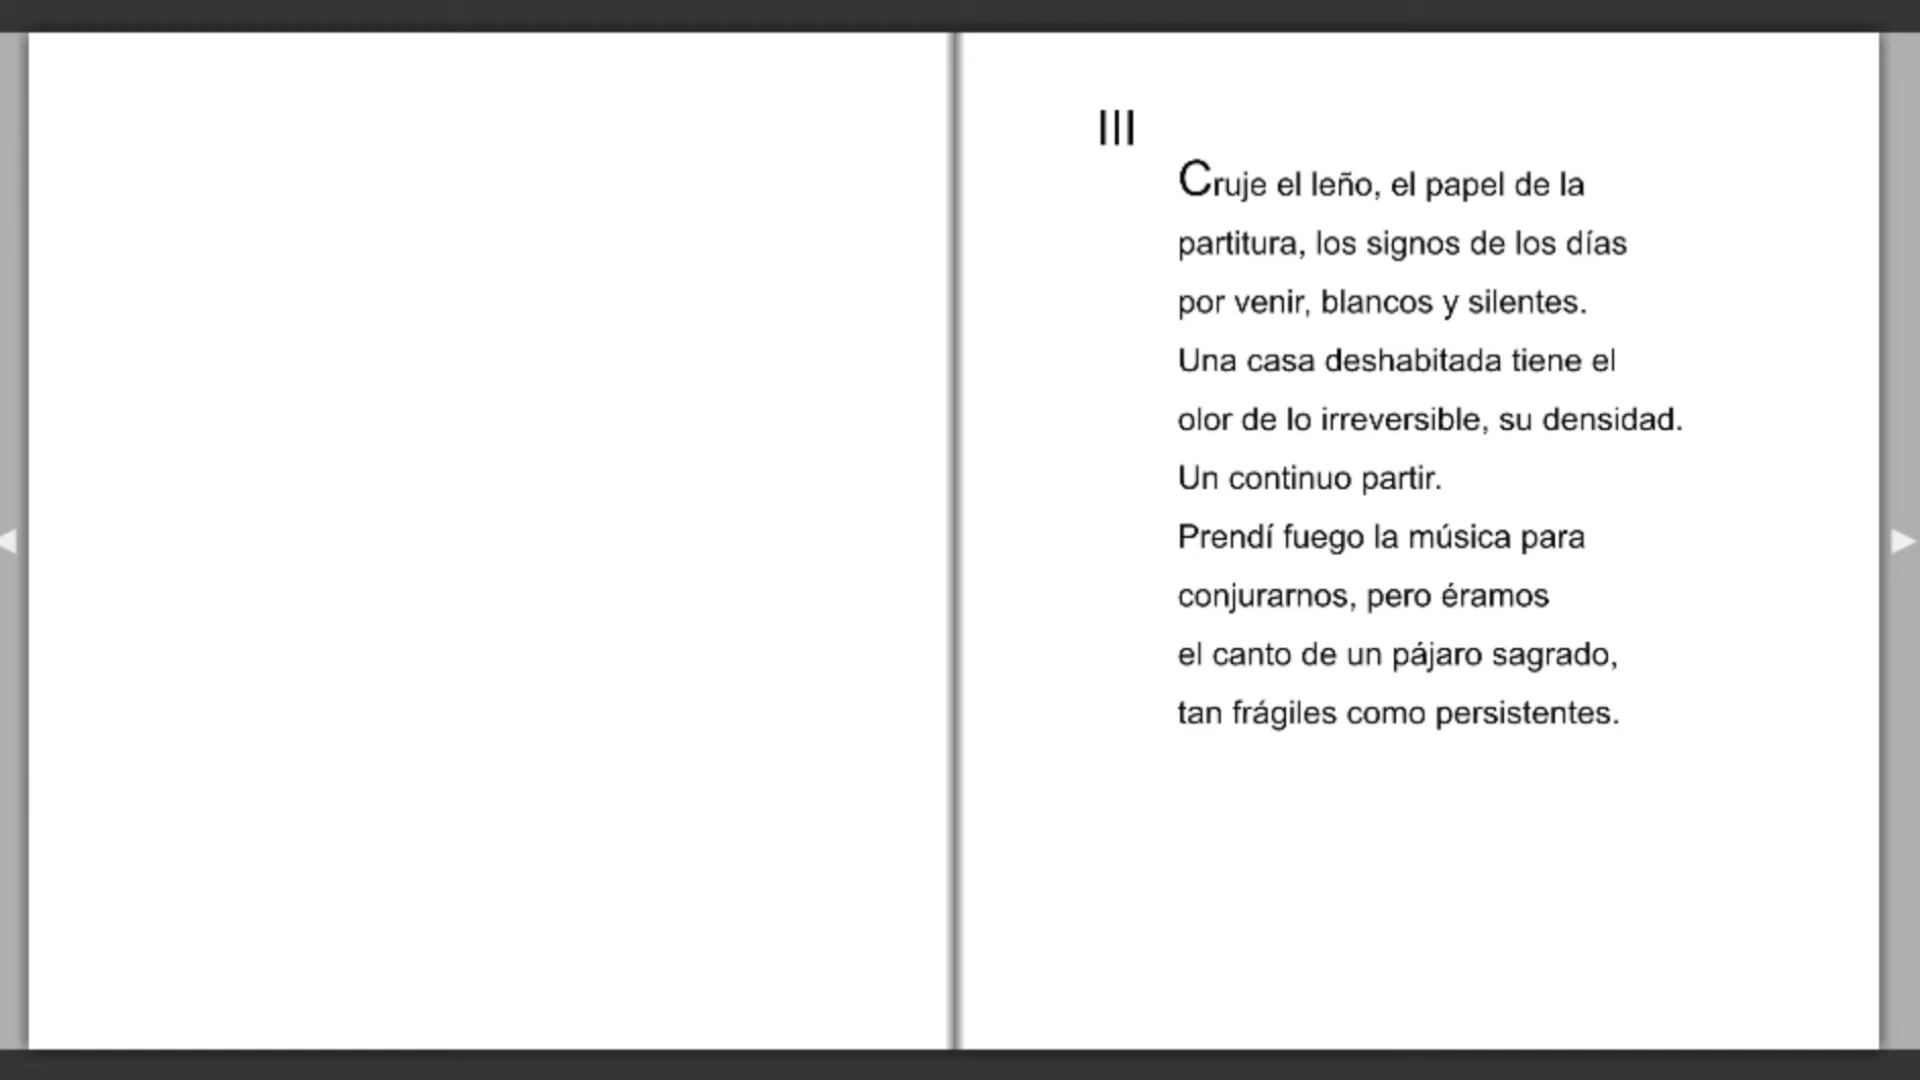 III
Cruje el leño, el papel de la
partitura, los signos de los días
por venir, blancos y silentes.
Una casa deshabitada tiene el
olor de lo irreversible, su densidad.
Un continuo partir.
Prendí fuego la música para
conjurarnos, pero éramos
el canto de un pájaro sagrado,
tan frágiles como persistentes.